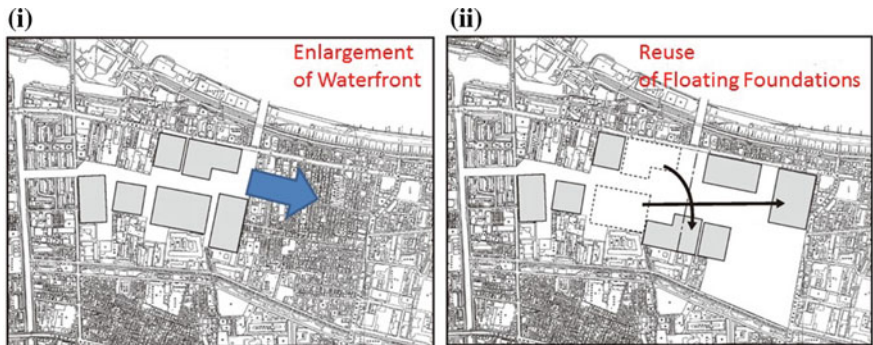 (i)
Enlargement
of Waterfront
(ii)
Reuse
of Floating Foundations